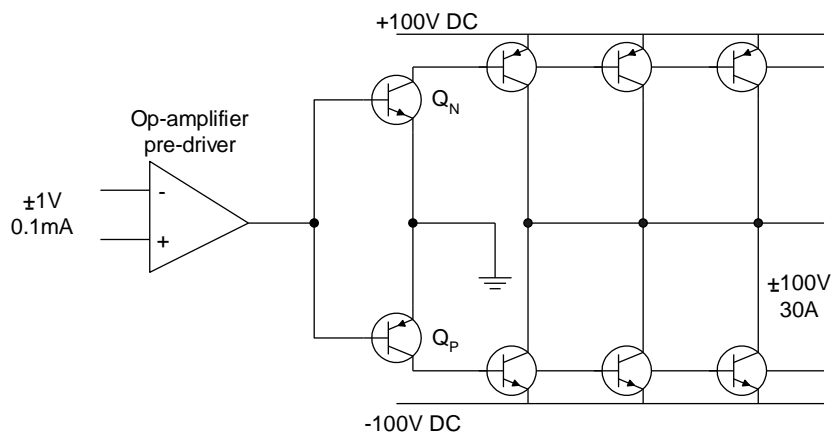 +100V DC
Q_N
Op-amplifier
pre-driver
±1V
0.1mA
-
+
±100V
30A
Q_P
-100V DC